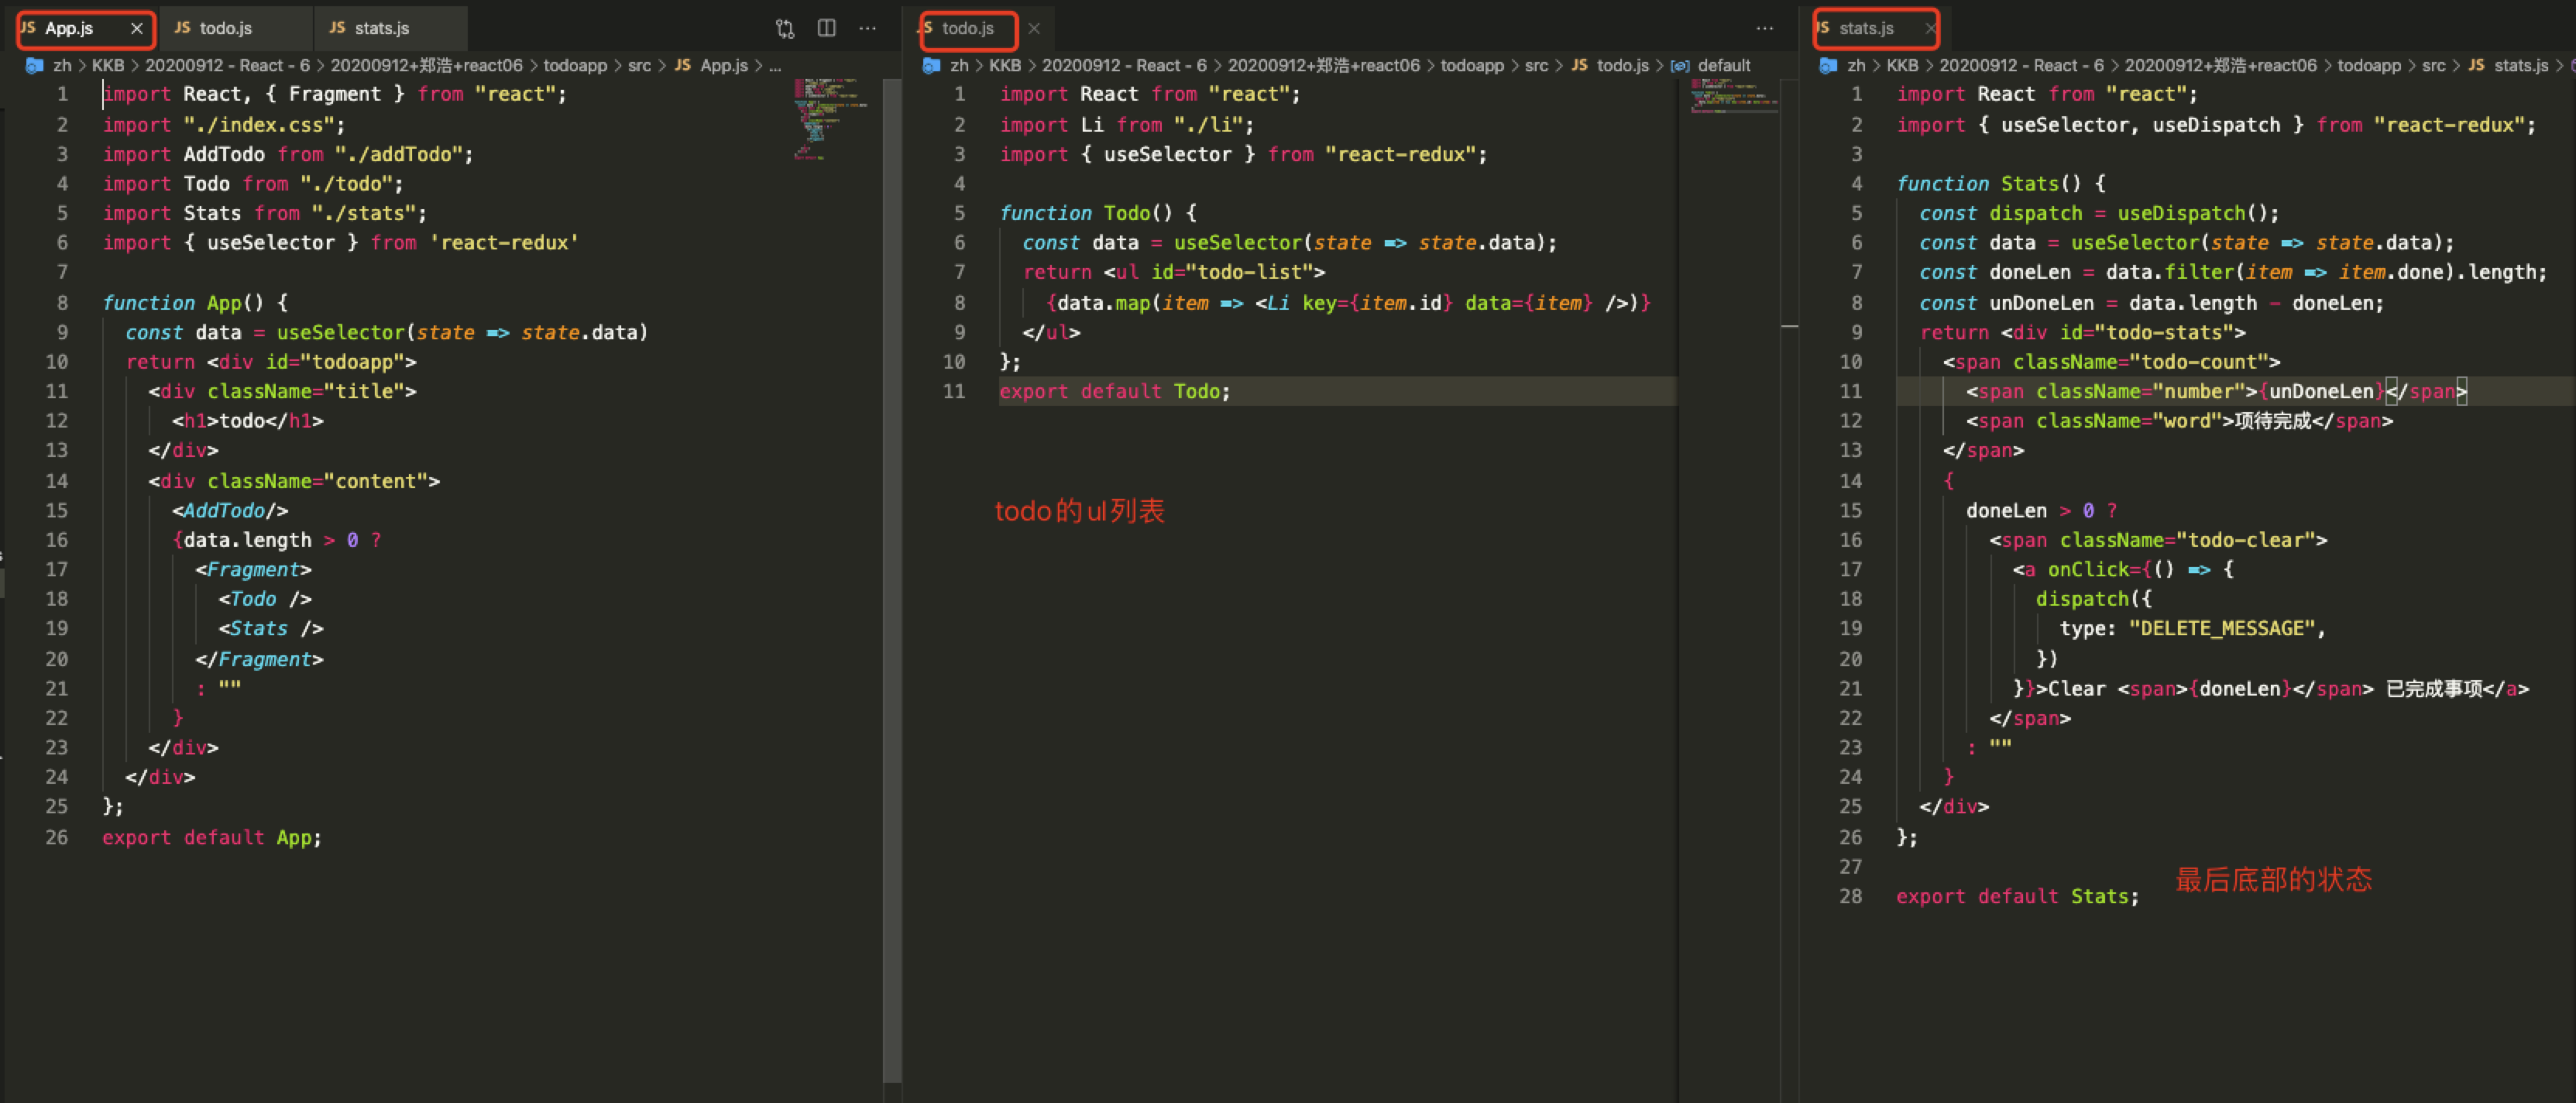 JS App.js × JS todo.js JS stats.js ...
zh > KKB > 20200912 - React - 6 > 20200912+郑浩+react06 > todoapp > src > JS App.js > ...
1 import React, { Fragment } from "react";
2 import "./index.css";
3 import AddTodo from "./addTodo";
4 import Todo from "./todo";
5 import Stats from "./stats";
6 import { useSelector } from 'react-redux'
7
8 function App() {
9 const data = useSelector(state => state.data)
10 return <div id="todoapp">
11 <div className="title">
12 <h1>todo</h1>
13 </div>
14 <div className="content">
15 <AddTodo/>
16 {data.length > 0 ?
17 <Fragment>
18 <Todo />
19 <Stats />
20 </Fragment>
21 : ""
22 }
23 </div>
24 </div>
25 };
26 export default App;
JS todo.js × ...
zh > KKB > 20200912 - React - 6 > 20200912+郑浩+react06 > todoapp > src > JS todo.js > default
1 import React from "react";
2 import Li from "./li";
3 import { useSelector } from "react-redux";
4
5 function Todo() {
6 const data = useSelector(state => state.data);
7 return <ul id="todo-list">
8 {data.map(item => <Li key={item.id} data={item} />)}
9 </ul>
10 };
11 export default Todo;
todo的ul列表
JS stats.js ×
zh > KKB > 20200912 - React - 6 > 20200912+郑浩+react06 > todoapp > src > JS stats.js >
1 import React from "react";
2 import { useSelector, useDispatch } from "react-redux";
3
4 function Stats() {
5 const dispatch = useDispatch();
6 const data = useSelector(state => state.data);
7 const doneLen = data.filter(item => item.done).length;
8 const unDoneLen = data.length - doneLen;
9 return <div id="todo-stats">
10 <span className="todo-count">
11 <span className="number">{unDoneLen}</span>
12 <span className="word">项待完成</span>
13 </span>
14 {
15 doneLen > 0 ?
16 <span className="todo-clear">
17 <a onClick={() => {
18 dispatch({
19 type: "DELETE_MESSAGE",
20 })
21 }}>Clear <span>{doneLen}</span> 已完成事项</a>
22 </span>
23 : ""
24 }
25 </div>
26 };
27
28 export default Stats;
最后底部的状态